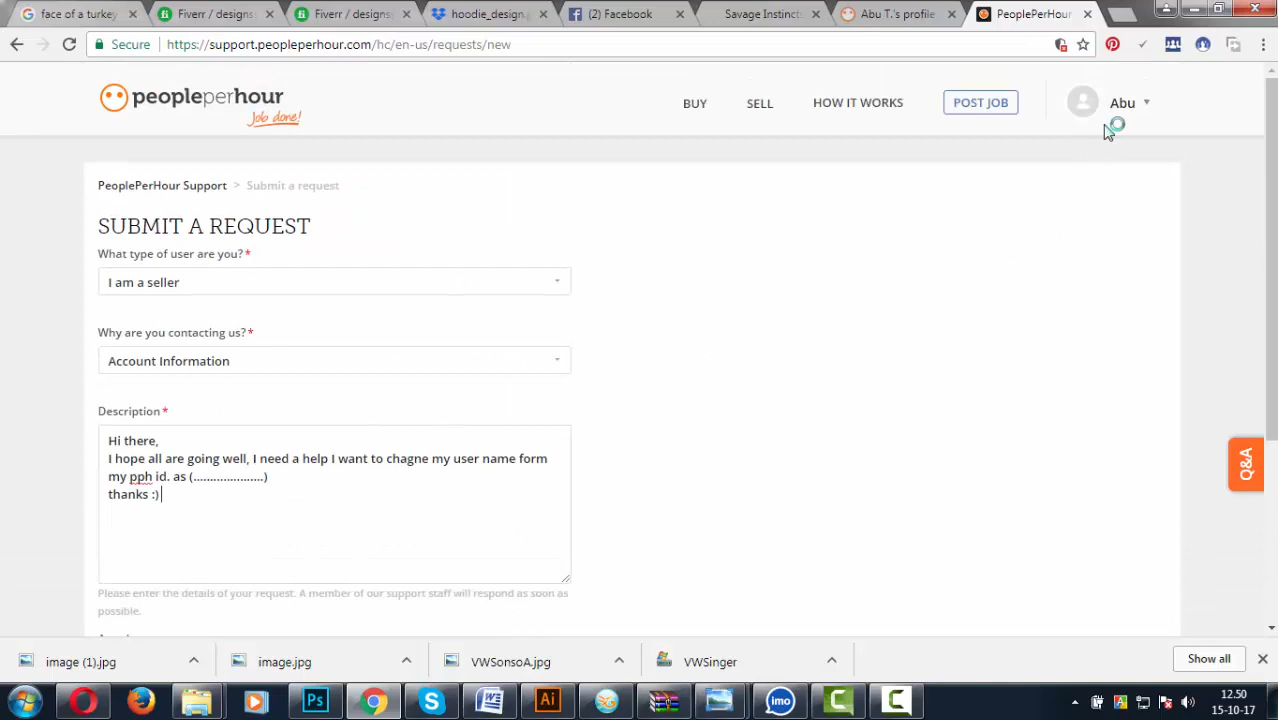 face of a turkey
Fiverr / designss
Fiverr / designs
hoodie_design.
(2) Facebook
Savage Instinct
Abu T.'s profile
PeoplePerHour
Secure https://support.peopleperhour.com/hc/en-us/requests/new
peopleperhour
Job done!
BUY SELL HOW IT WORKS POST JOB Abu
PeoplePerHour Support > Submit a request
SUBMIT A REQUEST
What type of user are you?*
I am a seller
Why are you contacting us?*
Account Information
Description*
Hi there,
I hope all are going well, I need a help I want to chagne my user name form
my pph id. as (.....................)
thanks :)
Please enter the details of your request. A member of our support staff will respond as soon as
possible.
Q&A
image (1).jpg image.jpg VWSonsoA.jpg VWSinger Show all
Ps Ai imo
12.50
15-10-17